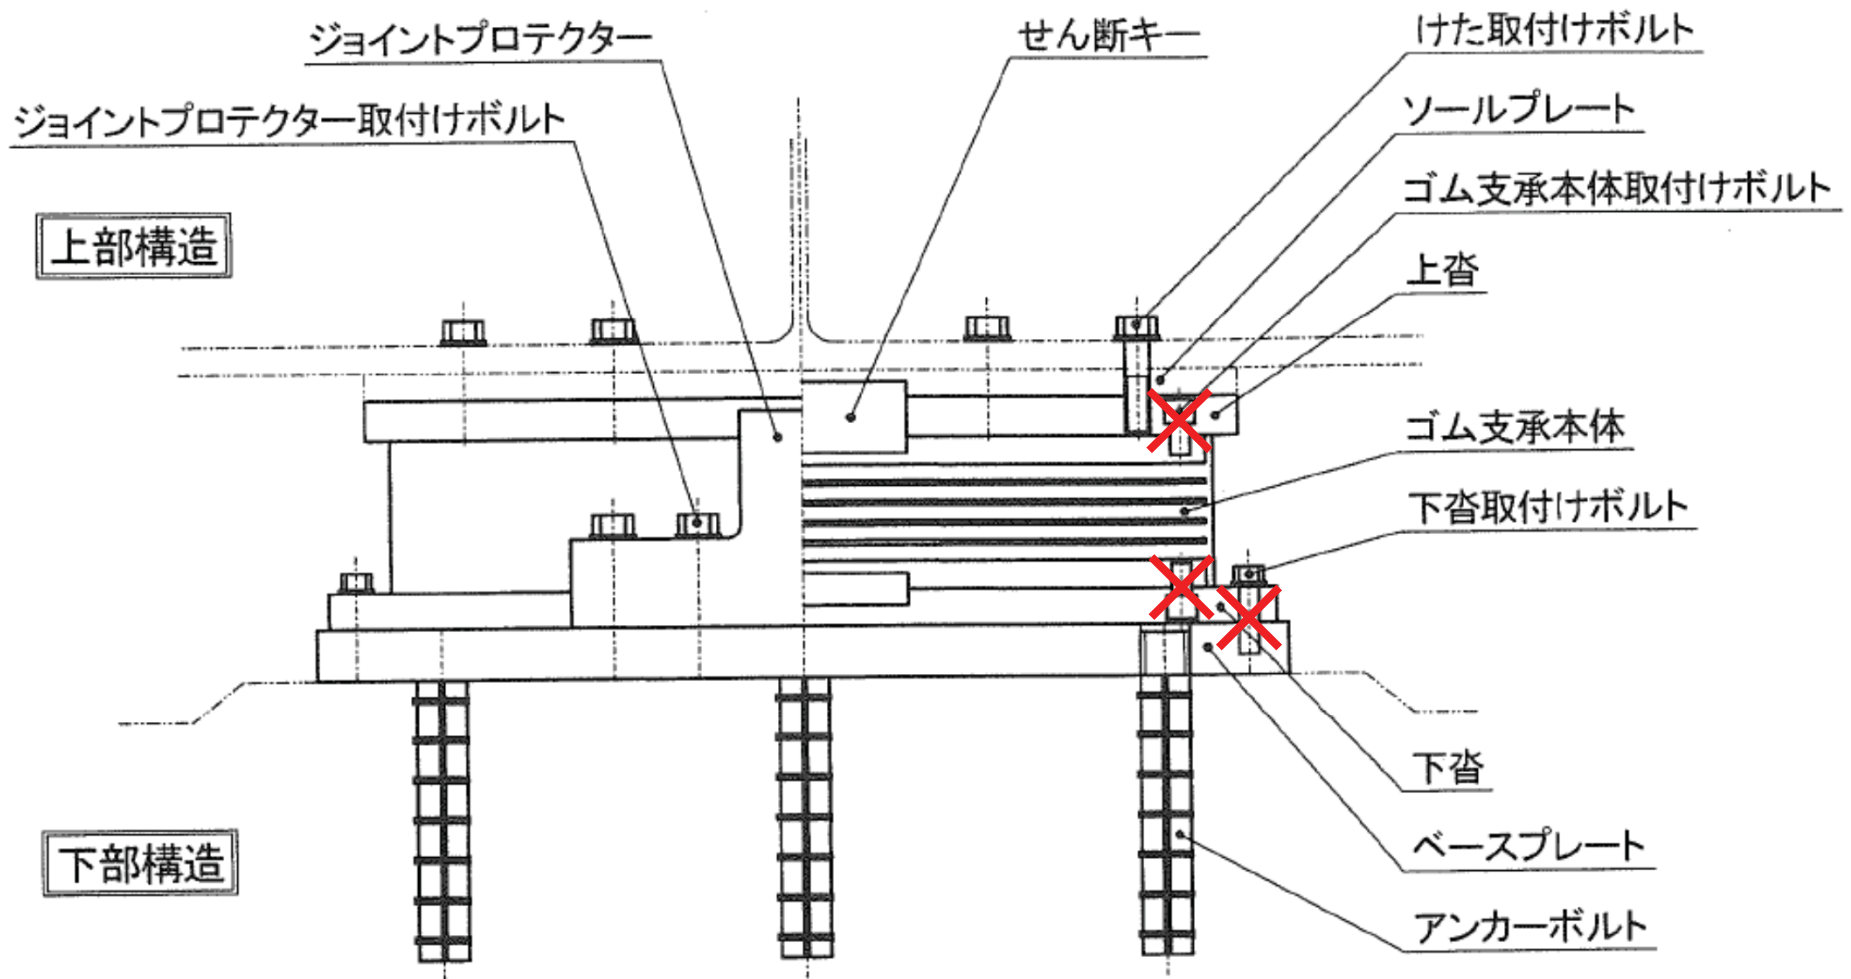 ジョイントプロテクター
せん断キー
けた取付けボルト
ジョイントプロテクター取付けボルト
ソールプレート
ゴム支承本体取付けボルト
上部構造
上沓
ゴム支承本体
下沓取付けボルト
下沓
ベースプレート
下部構造
アンカーボルト